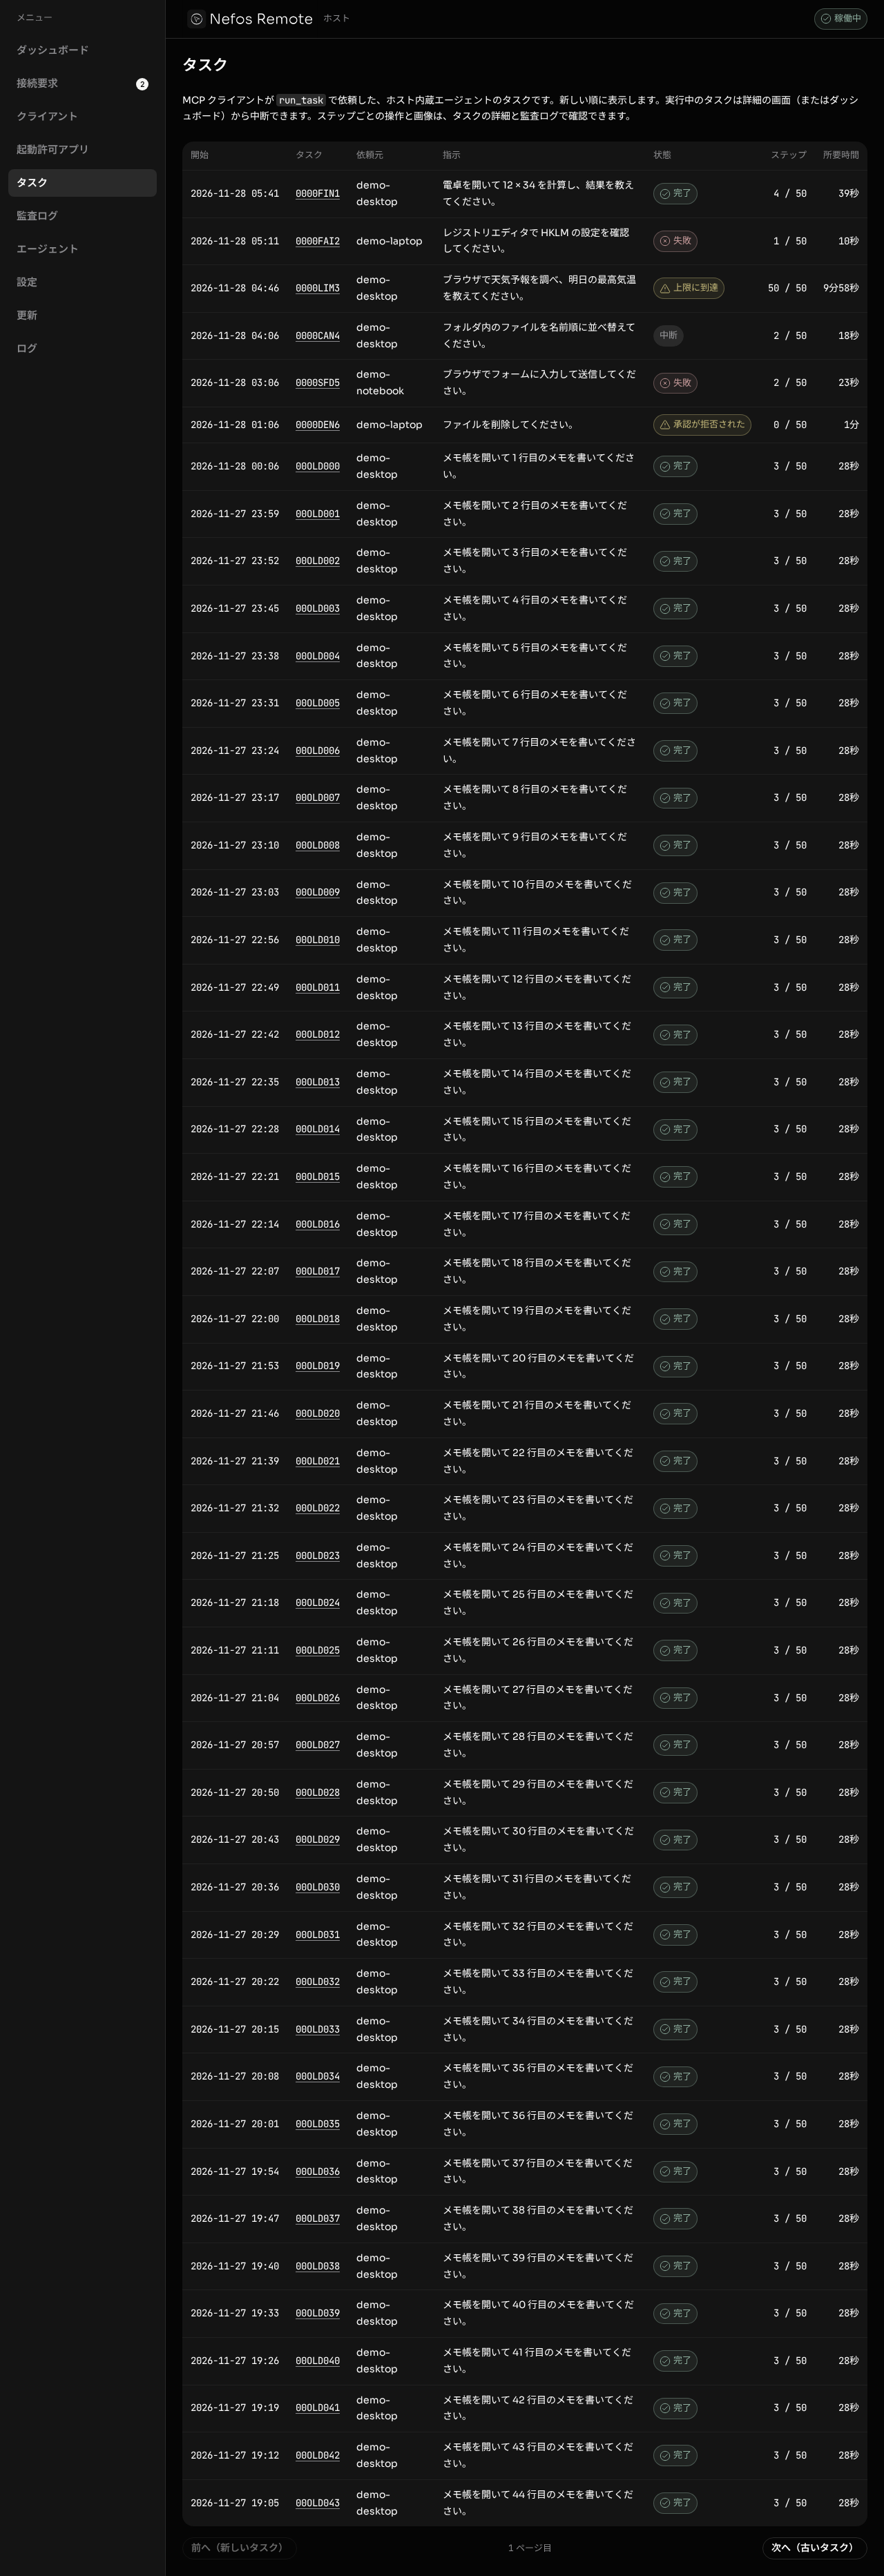 メニュー
ダッシュボード
接続要求 2
クライアント
起動許可アプリ
タスク
監査ログ
エージェント
設定
更新
ログ
Nefos Remote ホスト 稼働中
タスク
MCP クライアントが run_task で依頼した、ホスト内蔵エージェントのタスクです。新しい順に表示します。実行中のタスクは詳細の画面（またはダッシュボード）から中断できます。ステップごとの操作と画像は、タスクの詳細と監査ログで確認できます。
開始 タスク 依頼元 指示 状態 ステップ 所要時間
2026-11-28 05:41 0000FIN1 demo-desktop 電卓を開いて 12 × 34 を計算し、結果を教えてください。 完了 4 / 50 39秒
2026-11-28 05:11 0000FAI2 demo-laptop レジストリエディタで HKLM の設定を確認してください。 失敗 1 / 50 10秒
2026-11-28 04:46 0000LIM3 demo-desktop ブラウザで天気予報を調べ、明日の最高気温を教えてください。 上限に到達 50 / 50 9分58秒
2026-11-28 04:06 0000CAN4 demo-desktop フォルダ内のファイルを名前順に並べ替えてください。 中断 2 / 50 18秒
2026-11-28 03:06 0000SFD5 demo-notebook ブラウザでフォームに入力して送信してください。 失敗 2 / 50 23秒
2026-11-28 01:06 0000DEN6 demo-laptop ファイルを削除してください。 承認が拒否された 0 / 50 1分
2026-11-28 00:06 00OLD000 demo-desktop メモ帳を開いて 1 行目のメモを書いてください。 完了 3 / 50 28秒
2026-11-27 23:59 00OLD001 demo-desktop メモ帳を開いて 2 行目のメモを書いてください。 完了 3 / 50 28秒
2026-11-27 23:52 00OLD002 demo-desktop メモ帳を開いて 3 行目のメモを書いてください。 完了 3 / 50 28秒
2026-11-27 23:45 00OLD003 demo-desktop メモ帳を開いて 4 行目のメモを書いてください。 完了 3 / 50 28秒
2026-11-27 23:38 00OLD004 demo-desktop メモ帳を開いて 5 行目のメモを書いてください。 完了 3 / 50 28秒
2026-11-27 23:31 00OLD005 demo-desktop メモ帳を開いて 6 行目のメモを書いてください。 完了 3 / 50 28秒
2026-11-27 23:24 00OLD006 demo-desktop メモ帳を開いて 7 行目のメモを書いてください。 完了 3 / 50 28秒
2026-11-27 23:17 00OLD007 demo-desktop メモ帳を開いて 8 行目のメモを書いてください。 完了 3 / 50 28秒
2026-11-27 23:10 00OLD008 demo-desktop メモ帳を開いて 9 行目のメモを書いてください。 完了 3 / 50 28秒
2026-11-27 23:03 00OLD009 demo-desktop メモ帳を開いて 10 行目のメモを書いてください。 完了 3 / 50 28秒
2026-11-27 22:56 00OLD010 demo-desktop メモ帳を開いて 11 行目のメモを書いてください。 完了 3 / 50 28秒
2026-11-27 22:49 00OLD011 demo-desktop メモ帳を開いて 12 行目のメモを書いてください。 完了 3 / 50 28秒
2026-11-27 22:42 00OLD012 demo-desktop メモ帳を開いて 13 行目のメモを書いてください。 完了 3 / 50 28秒
2026-11-27 22:35 00OLD013 demo-desktop メモ帳を開いて 14 行目のメモを書いてください。 完了 3 / 50 28秒
2026-11-27 22:28 00OLD014 demo-desktop メモ帳を開いて 15 行目のメモを書いてください。 完了 3 / 50 28秒
2026-11-27 22:21 00OLD015 demo-desktop メモ帳を開いて 16 行目のメモを書いてください。 完了 3 / 50 28秒
2026-11-27 22:14 00OLD016 demo-desktop メモ帳を開いて 17 行目のメモを書いてください。 完了 3 / 50 28秒
2026-11-27 22:07 00OLD017 demo-desktop メモ帳を開いて 18 行目のメモを書いてください。 完了 3 / 50 28秒
2026-11-27 22:00 00OLD018 demo-desktop メモ帳を開いて 19 行目のメモを書いてください。 完了 3 / 50 28秒
2026-11-27 21:53 00OLD019 demo-desktop メモ帳を開いて 20 行目のメモを書いてください。 完了 3 / 50 28秒
2026-11-27 21:46 00OLD020 demo-desktop メモ帳を開いて 21 行目のメモを書いてください。 完了 3 / 50 28秒
2026-11-27 21:39 00OLD021 demo-desktop メモ帳を開いて 22 行目のメモを書いてください。 完了 3 / 50 28秒
2026-11-27 21:32 00OLD022 demo-desktop メモ帳を開いて 23 行目のメモを書いてください。 完了 3 / 50 28秒
2026-11-27 21:25 00OLD023 demo-desktop メモ帳を開いて 24 行目のメモを書いてください。 完了 3 / 50 28秒
2026-11-27 21:18 00OLD024 demo-desktop メモ帳を開いて 25 行目のメモを書いてください。 完了 3 / 50 28秒
2026-11-27 21:11 00OLD025 demo-desktop メモ帳を開いて 26 行目のメモを書いてください。 完了 3 / 50 28秒
2026-11-27 21:04 00OLD026 demo-desktop メモ帳を開いて 27 行目のメモを書いてください。 完了 3 / 50 28秒
2026-11-27 20:57 00OLD027 demo-desktop メモ帳を開いて 28 行目のメモを書いてください。 完了 3 / 50 28秒
2026-11-27 20:50 00OLD028 demo-desktop メモ帳を開いて 29 行目のメモを書いてください。 完了 3 / 50 28秒
2026-11-27 20:43 00OLD029 demo-desktop メモ帳を開いて 30 行目のメモを書いてください。 完了 3 / 50 28秒
2026-11-27 20:36 00OLD030 demo-desktop メモ帳を開いて 31 行目のメモを書いてください。 完了 3 / 50 28秒
2026-11-27 20:29 00OLD031 demo-desktop メモ帳を開いて 32 行目のメモを書いてください。 完了 3 / 50 28秒
2026-11-27 20:22 00OLD032 demo-desktop メモ帳を開いて 33 行目のメモを書いてください。 完了 3 / 50 28秒
2026-11-27 20:15 00OLD033 demo-desktop メモ帳を開いて 34 行目のメモを書いてください。 完了 3 / 50 28秒
2026-11-27 20:08 00OLD034 demo-desktop メモ帳を開いて 35 行目のメモを書いてください。 完了 3 / 50 28秒
2026-11-27 20:01 00OLD035 demo-desktop メモ帳を開いて 36 行目のメモを書いてください。 完了 3 / 50 28秒
2026-11-27 19:54 00OLD036 demo-desktop メモ帳を開いて 37 行目のメモを書いてください。 完了 3 / 50 28秒
2026-11-27 19:47 00OLD037 demo-desktop メモ帳を開いて 38 行目のメモを書いてください。 完了 3 / 50 28秒
2026-11-27 19:40 00OLD038 demo-desktop メモ帳を開いて 39 行目のメモを書いてください。 完了 3 / 50 28秒
2026-11-27 19:33 00OLD039 demo-desktop メモ帳を開いて 40 行目のメモを書いてください。 完了 3 / 50 28秒
2026-11-27 19:26 00OLD040 demo-desktop メモ帳を開いて 41 行目のメモを書いてください。 完了 3 / 50 28秒
2026-11-27 19:19 00OLD041 demo-desktop メモ帳を開いて 42 行目のメモを書いてください。 完了 3 / 50 28秒
2026-11-27 19:12 00OLD042 demo-desktop メモ帳を開いて 43 行目のメモを書いてください。 完了 3 / 50 28秒
2026-11-27 19:05 00OLD043 demo-desktop メモ帳を開いて 44 行目のメモを書いてください。 完了 3 / 50 28秒
前へ（新しいタスク） 1 ページ目 次へ（古いタスク）